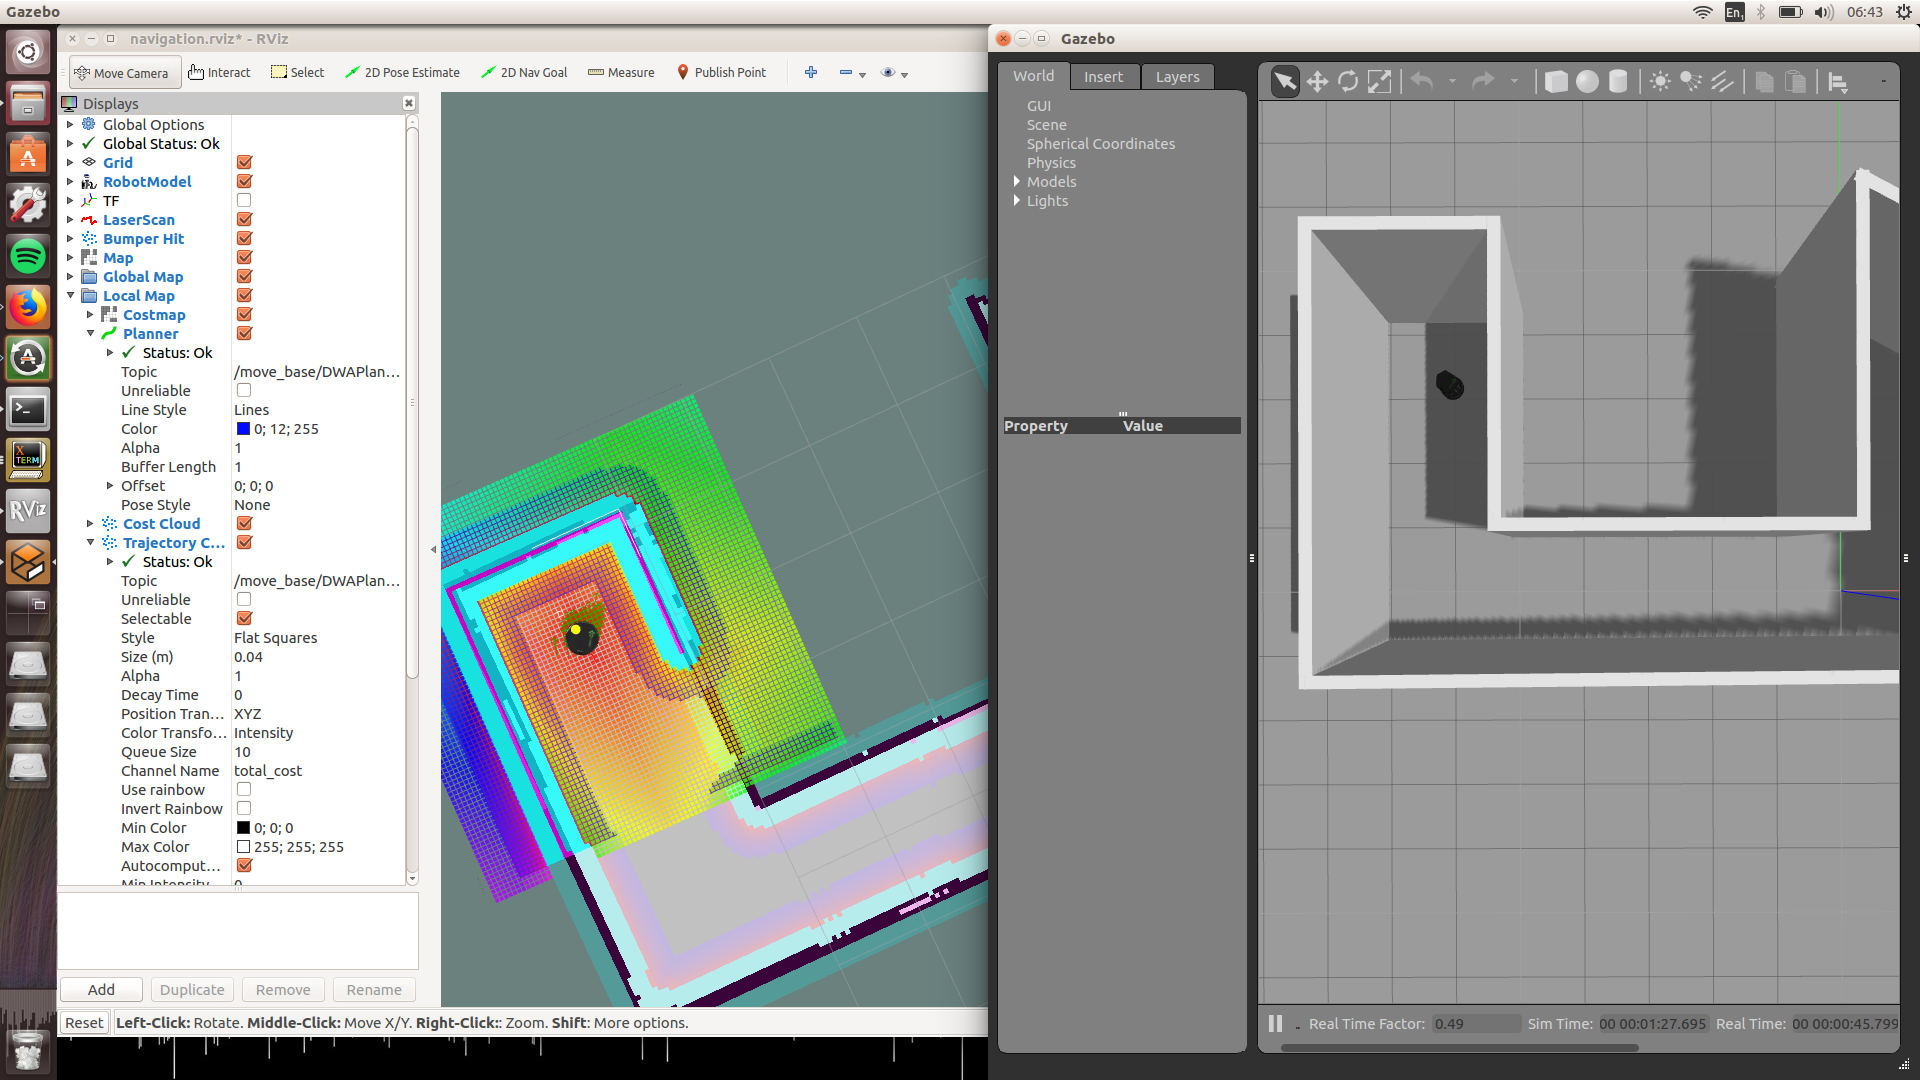 Gazebo
En1
06:43
navigation.rviz* - RViz
Move Camera Interact Select 2D Pose Estimate 2D Nav Goal Measure Publish Point
Displays
Global Options
Global Status: Ok
Grid
RobotModel
TF
LaserScan
Bumper Hit
Map
Global Map
Local Map
Costmap
Planner
Status: Ok
Topic /move_base/DWAPlan...
Unreliable
Line Style Lines
Color 0; 12; 255
Alpha 1
Buffer Length 1
Offset 0; 0; 0
Pose Style None
Cost Cloud
Trajectory C...
Status: Ok
Topic /move_base/DWAPlan...
Unreliable
Selectable
Style Flat Squares
Size (m) 0.04
Alpha 1
Decay Time 0
Position Tran... XYZ
Color Transfo... Intensity
Queue Size 10
Channel Name total_cost
Use rainbow
Invert Rainbow
Min Color 0; 0; 0
Max Color 255; 255; 255
Autocomput...
Min Intensity 0
Add Duplicate Remove Rename
Reset Left-Click: Rotate. Middle-Click: Move X/Y. Right-Click:: Zoom. Shift: More options.
XTERM
RViz
Gazebo
World Insert Layers
GUI
Scene
Spherical Coordinates
Physics
Models
Lights
Property Value
Real Time Factor: 0.49 Sim Time: 00 00:01:27.695 Real Time: 00 00:00:45.799